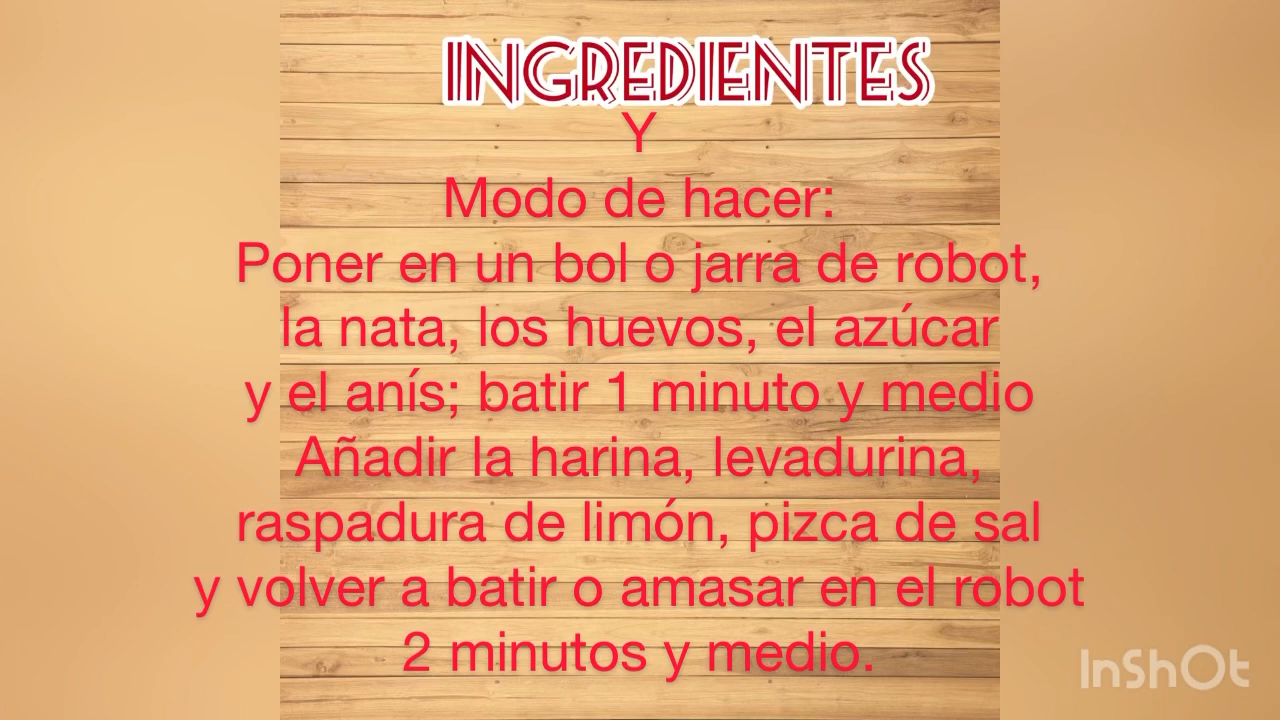 INGREDIENTES
Y
Modo de hacer:
Poner en un bol o jarra de robot,
la nata, los huevos, el azúcar
y el anís; batir 1 minuto y medio
Añadir la harina, levadurina,
raspadura de limón, pizca de sal
y volver a batir o amasar en el robot
2 minutos y medio.
InShOt